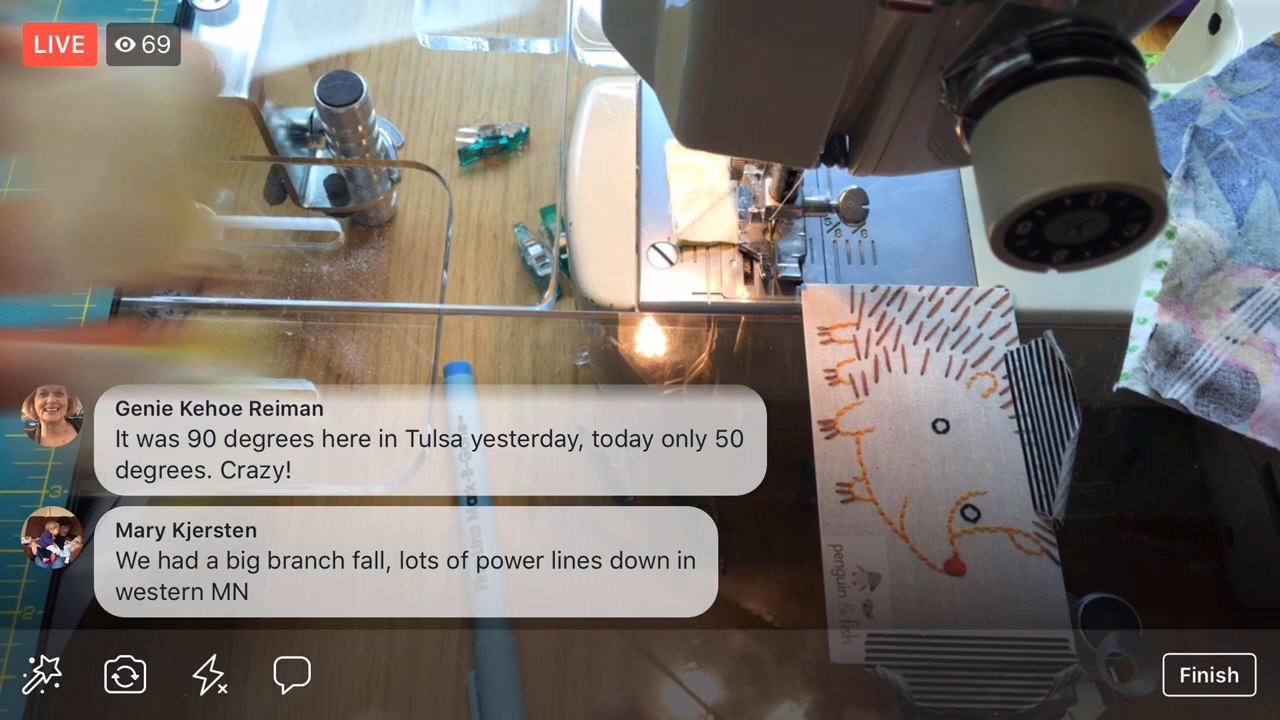 LIVE
69
Genie Kehoe Reiman
It was 90 degrees here in Tulsa yesterday, today only 50
degrees. Crazy!
Mary Kjersten
We had a big branch fall, lots of power lines down in
western MN
penguin & fish
Finish